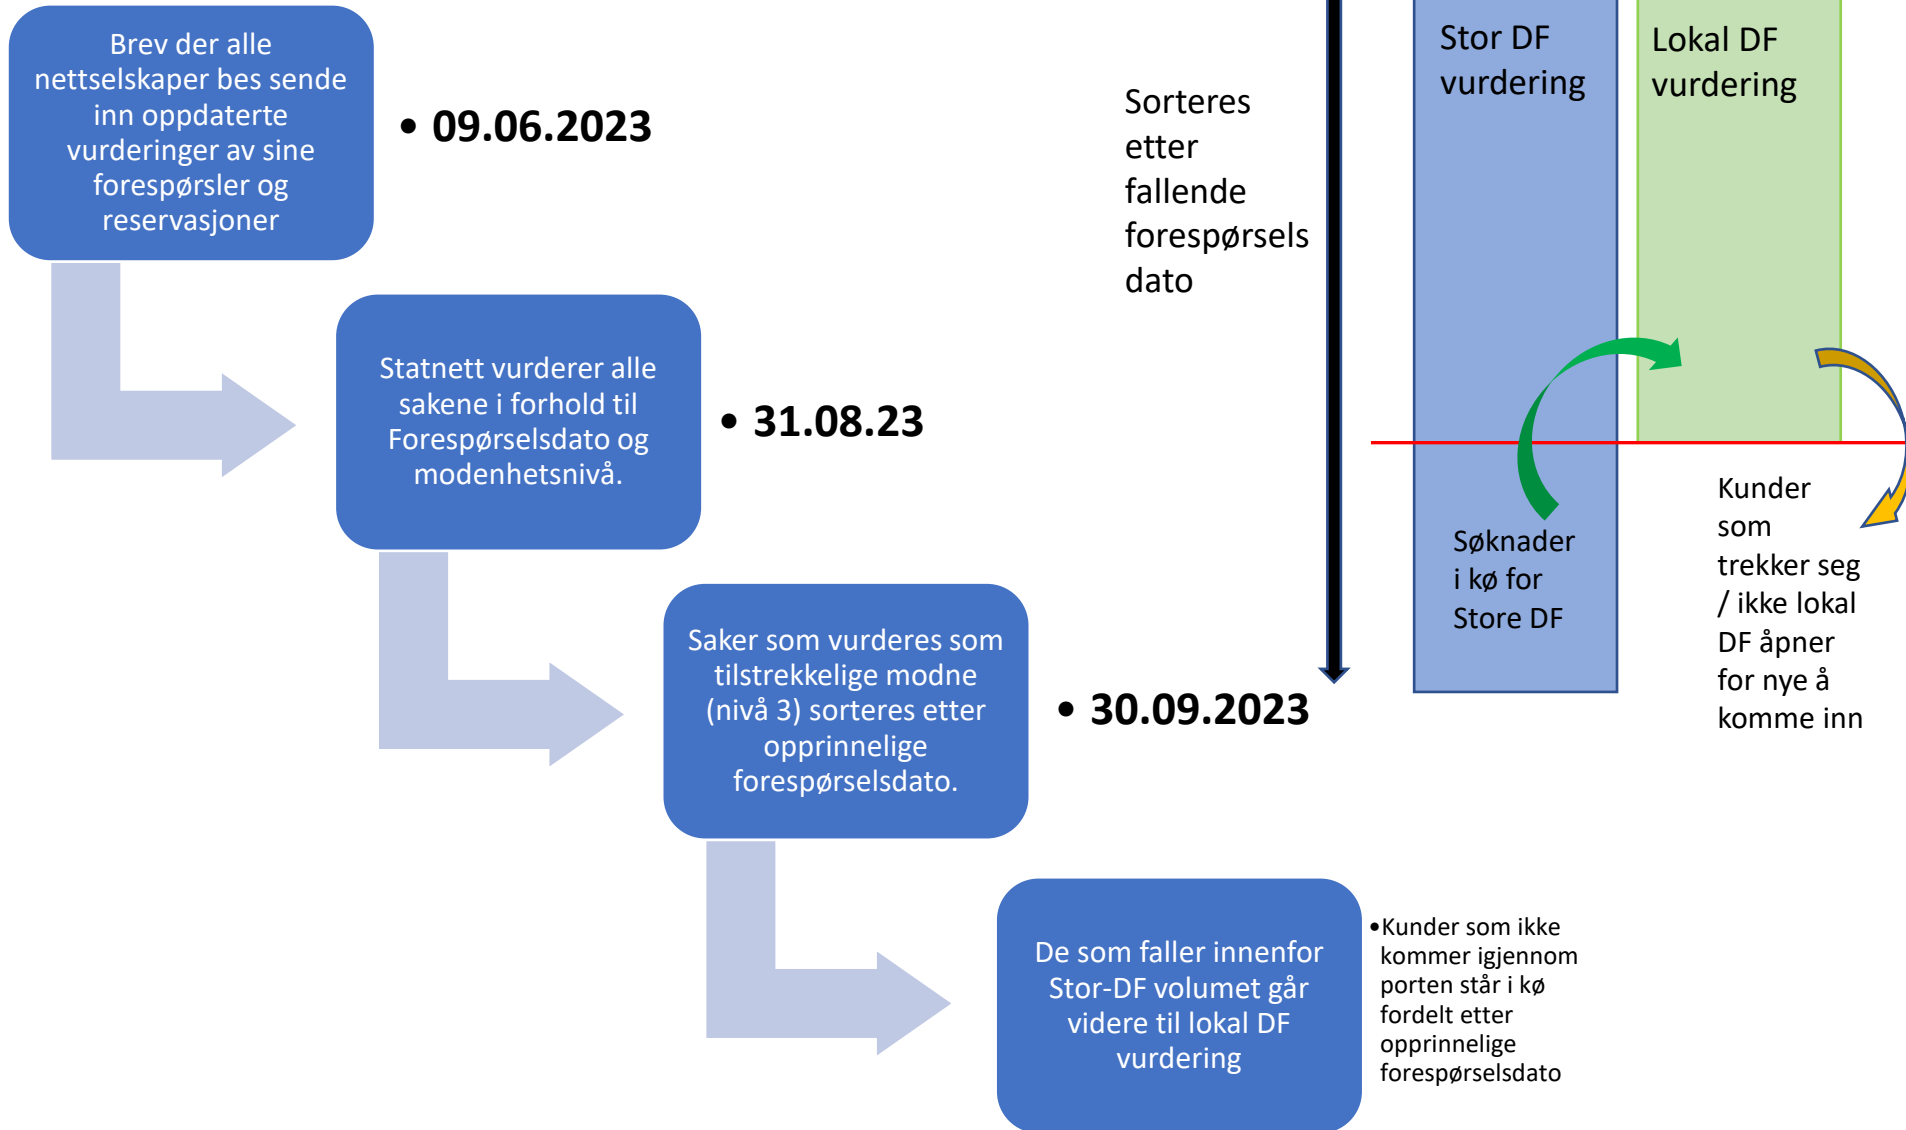 Brev der alle
nettselskaper bes sende
inn oppdaterte
vurderinger av sine
forespørsler og
reservasjoner
• 09.06.2023
Statnett vurderer alle
sakene i forhold til
Forespørselsdato og
modenhetsnivå.
• 31.08.23
Saker som vurderes som
tilstrekkelige modne
(nivå 3) sorteres etter
opprinnelige
forespørselsdato.
• 30.09.2023
De som faller innenfor
Stor-DF volumet går
videre til lokal DF
vurdering
•Kunder som ikke
kommer igjennom
porten står i kø
fordelt etter
opprinnelige
forespørselsdato
Sorteres
etter
fallende
forespørsels
dato
Stor DF
vurdering
Lokal DF
vurdering
Søknader
i kø for
Store DF
Kunder
som
trekker seg
/ ikke lokal
DF åpner
for nye å
komme inn